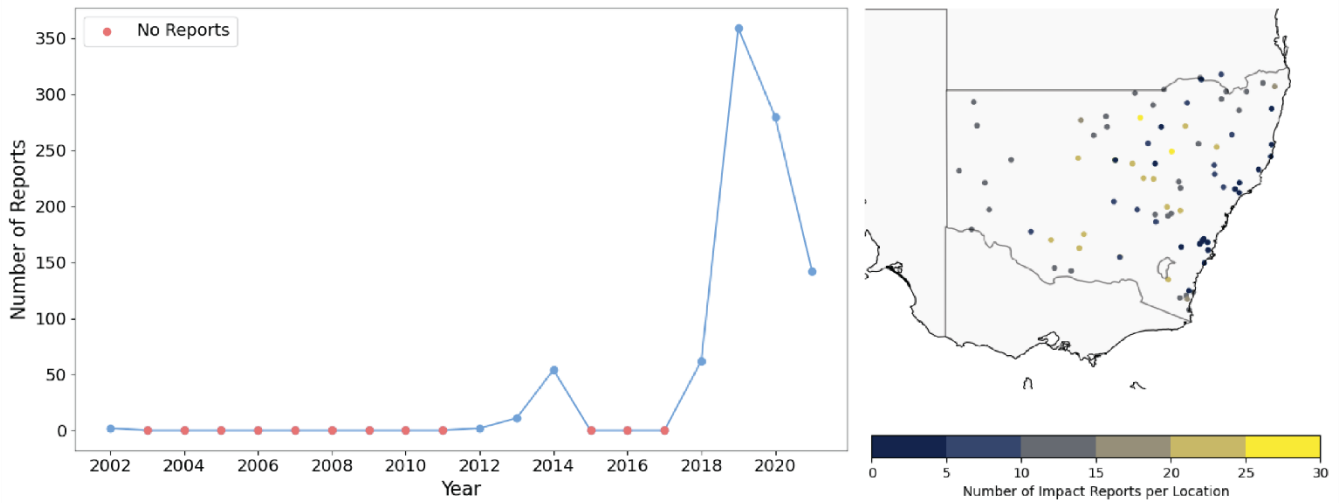 No Reports
350
300
250
200
150
100
50
0
Number of Reports
2002 2004 2006 2008 2010 2012 2014 2016 2018 2020
Year
0 5 10 15 20 25 30
Number of Impact Reports per Location